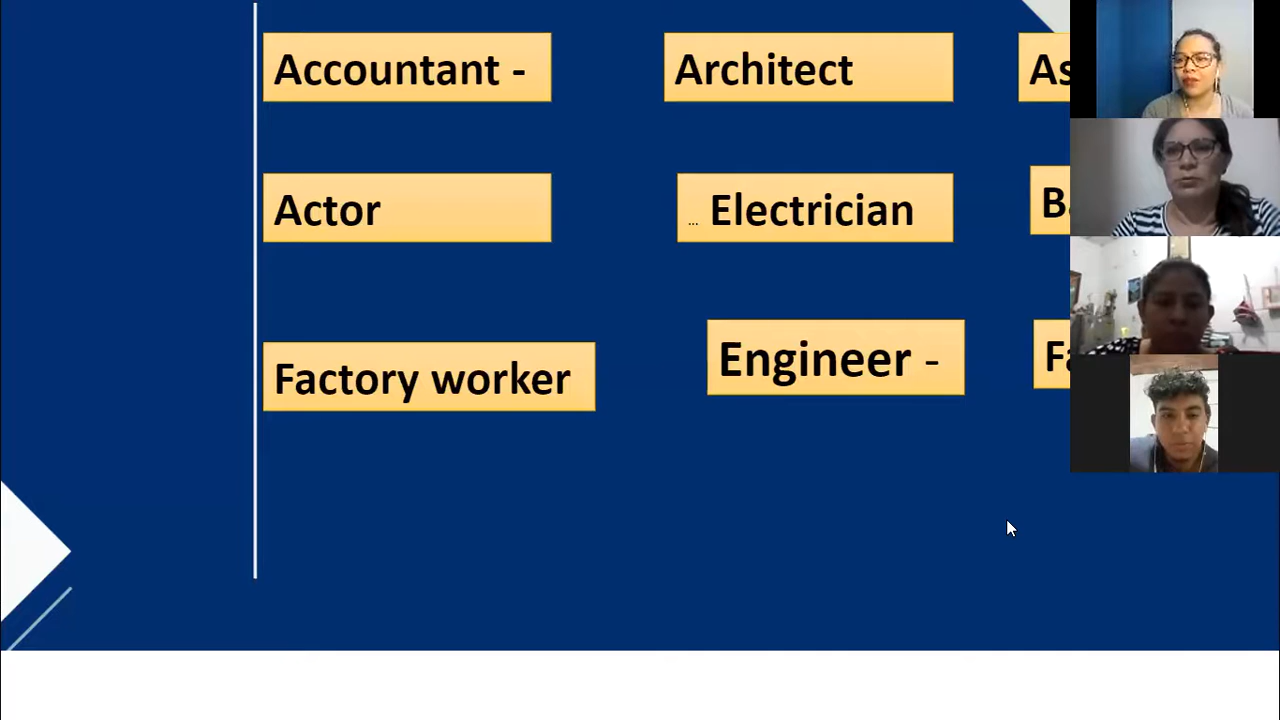 Accountant -
Architect
Actor
... Electrician
Factory worker
Engineer -